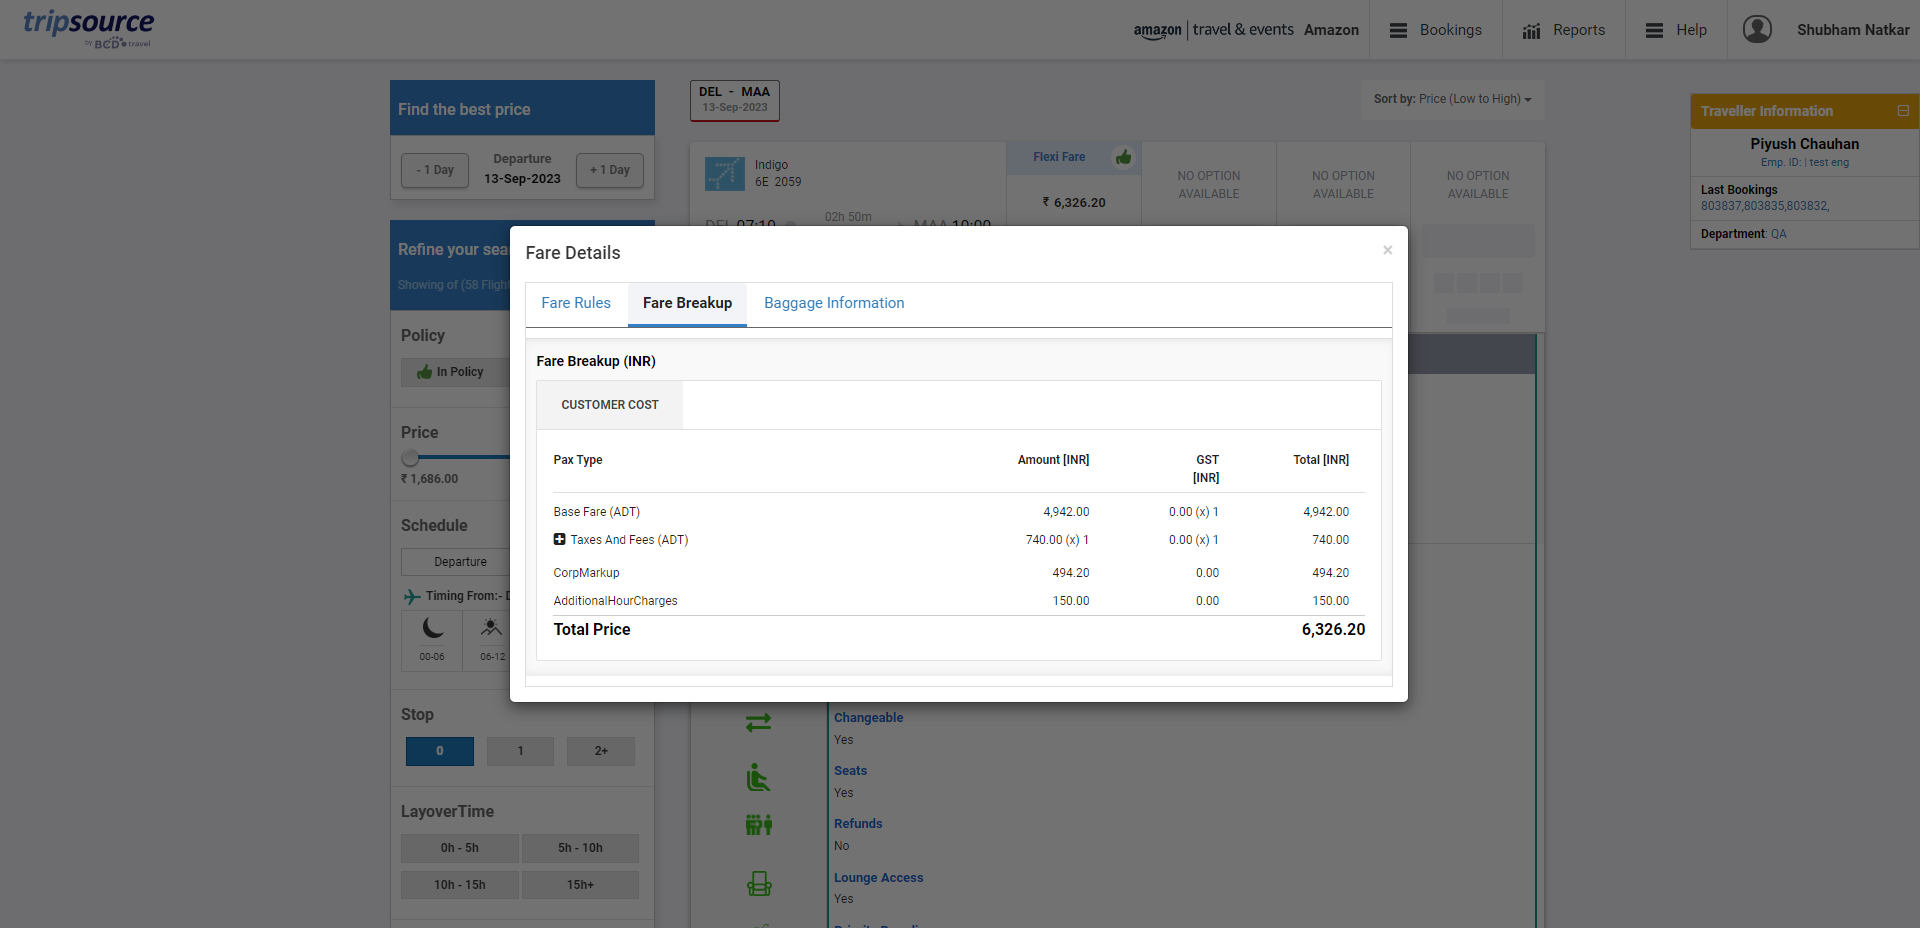 tripsource
by BCD travel
amazon | travel & events Amazon
Bookings
Reports
Help
Shubham Natkar
Find the best price
- 1 Day
Departure
13-Sep-2023
+ 1 Day
DEL - MAA
13-Sep-2023
Sort by: Price (Low to High)
Traveller Information
Piyush Chauhan
Emp. ID: | test eng
Last Bookings
803837,803835,803832,
Department: QA
Indigo
6E 2059
DEL 07:10
02h 50m
MAA 10:00
Flexi Fare
₹ 6,326.20
NO OPTION
AVAILABLE
NO OPTION
AVAILABLE
NO OPTION
AVAILABLE
Refine your sea
Showing of (58 Flight
Policy
In Policy
Price
₹ 1,686.00
Schedule
Departure
Timing From:- D
00-06
06-12
Stop
0
1
2+
LayoverTime
0h - 5h
5h - 10h
10h - 15h
15h+
Fare Details
×
Fare Rules
Fare Breakup
Baggage Information
Fare Breakup (INR)
CUSTOMER COST
Pax Type Amount [INR] GST Total [INR]
[INR]
Base Fare (ADT) 4,942.00 0.00 (x) 1 4,942.00
Taxes And Fees (ADT) 740.00 (x) 1 0.00 (x) 1 740.00
CorpMarkup 494.20 0.00 494.20
AdditionalHourCharges 150.00 0.00 150.00
Total Price 6,326.20
Changeable
Yes
Seats
Yes
Refunds
No
Lounge Access
Yes